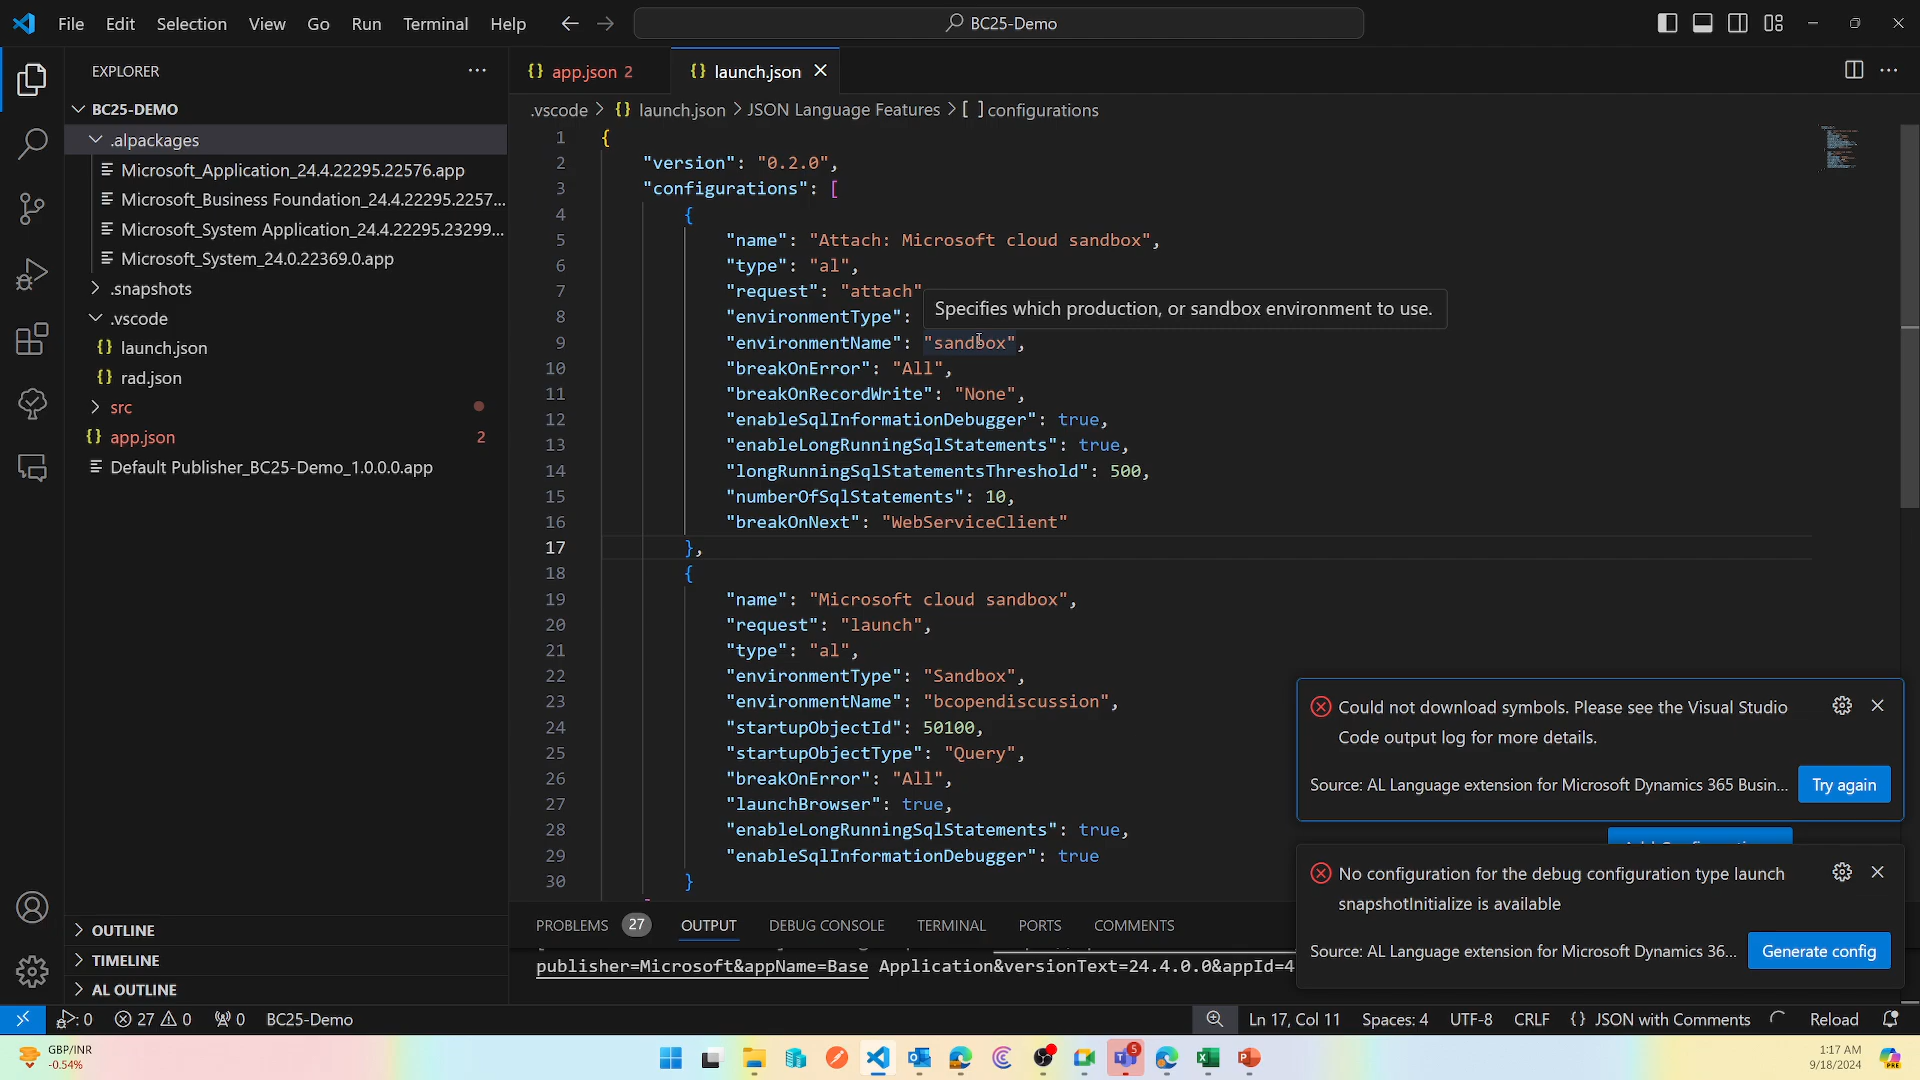 File Edit Selection View Go Run Terminal Help
BC25-Demo
EXPLORER
BC25-DEMO
.alpackages
Microsoft_Application_24.4.22295.22576.app
Microsoft_Business Foundation_24.4.22295.2257...
Microsoft_System Application_24.4.22295.23299...
Microsoft_System_24.0.22369.0.app
.snapshots
.vscode
launch.json
rad.json
src
app.json 2
Default Publisher_BC25-Demo_1.0.0.0.app
OUTLINE
TIMELINE
AL OUTLINE
app.json 2
launch.json
.vscode > {} launch.json > JSON Language Features > [ ] configurations
1 {
2 "version": "0.2.0",
3 "configurations": [
4 {
5 "name": "Attach: Microsoft cloud sandbox",
6 "type": "al",
7 "request": "attach"
Specifies which production, or sandbox environment to use.
8 "environmentType":
9 "environmentName": "sandbox",
10 "breakOnError": "All",
11 "breakOnRecordWrite": "None",
12 "enableSqlInformationDebugger": true,
13 "enableLongRunningSqlStatements": true,
14 "longRunningSqlStatementsThreshold": 500,
15 "numberOfSqlStatements": 10,
16 "breakOnNext": "WebServiceClient"
17 },
18 {
19 "name": "Microsoft cloud sandbox",
20 "request": "launch",
21 "type": "al",
22 "environmentType": "Sandbox",
23 "environmentName": "bcopendiscussion",
24 "startupObjectId": 50100,
25 "startupObjectType": "Query",
26 "breakOnError": "All",
27 "launchBrowser": true,
28 "enableLongRunningSqlStatements": true,
29 "enableSqlInformationDebugger": true
30 }
Could not download symbols. Please see the Visual Studio
Code output log for more details.
Source: AL Language extension for Microsoft Dynamics 365 Busin...
Try again
No configuration for the debug configuration type launch
snapshotInitialize is available
Source: AL Language extension for Microsoft Dynamics 36...
Generate config
PROBLEMS 27 OUTPUT DEBUG CONSOLE TERMINAL PORTS COMMENTS
publisher=Microsoft&appName=Base Application&versionText=24.4.0.0&appId=4
0 27 0 0 BC25-Demo
Ln 17, Col 11 Spaces: 4 UTF-8 CRLF {} JSON with Comments Reload
GBP/INR
-0.54%
5
1:17 AM
9/18/2024
PRE